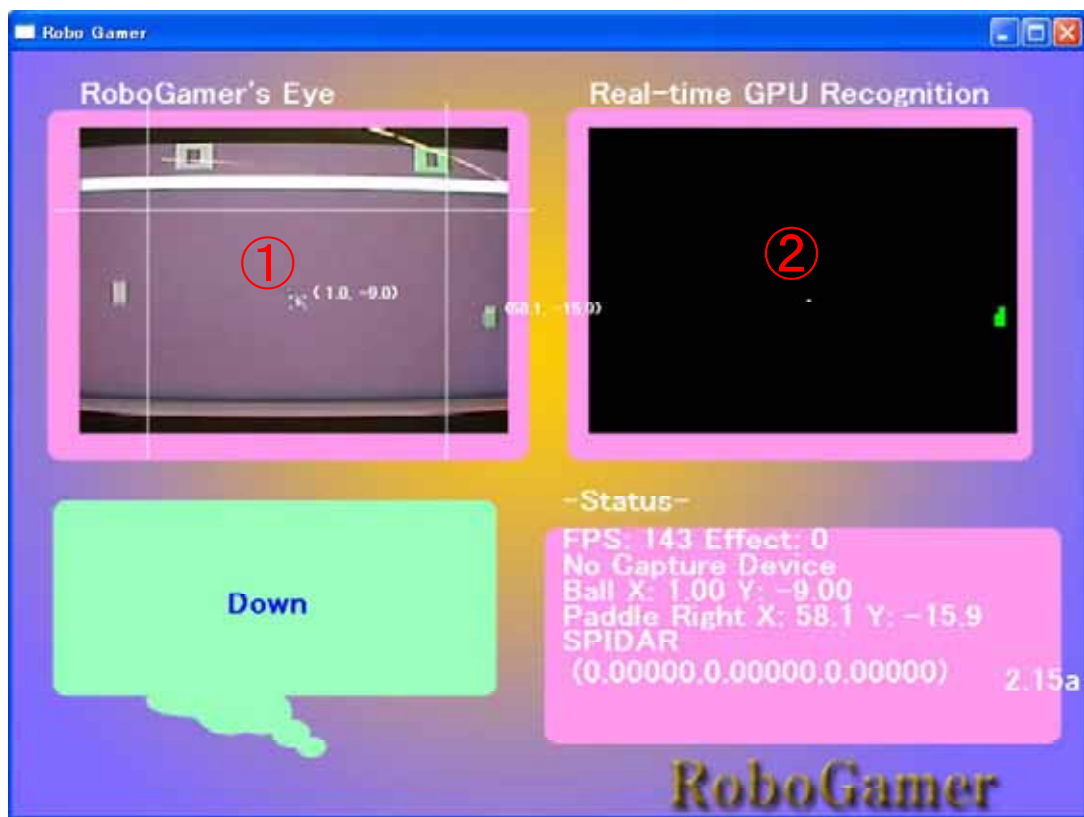 Robo Gamer
RoboGamer's Eye
Real-time GPU Recognition
①
②
( 1.0, -9.0)
(58.1, -15.9)
Down
-Status-
FPS: 143 Effect: 0
No Capture Device
Ball X: 1.00 Y: -9.00
Paddle Right X: 58.1 Y: -15.9
SPIDAR
(0.00000,0.00000,0.00000)
2.15a
RoboGamer